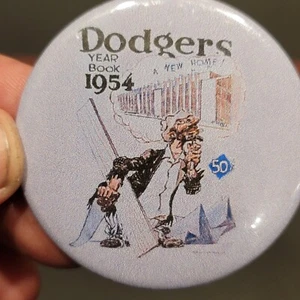 Dodgers
YEAR
BOOK
1954
A NEW HOME!
50¢